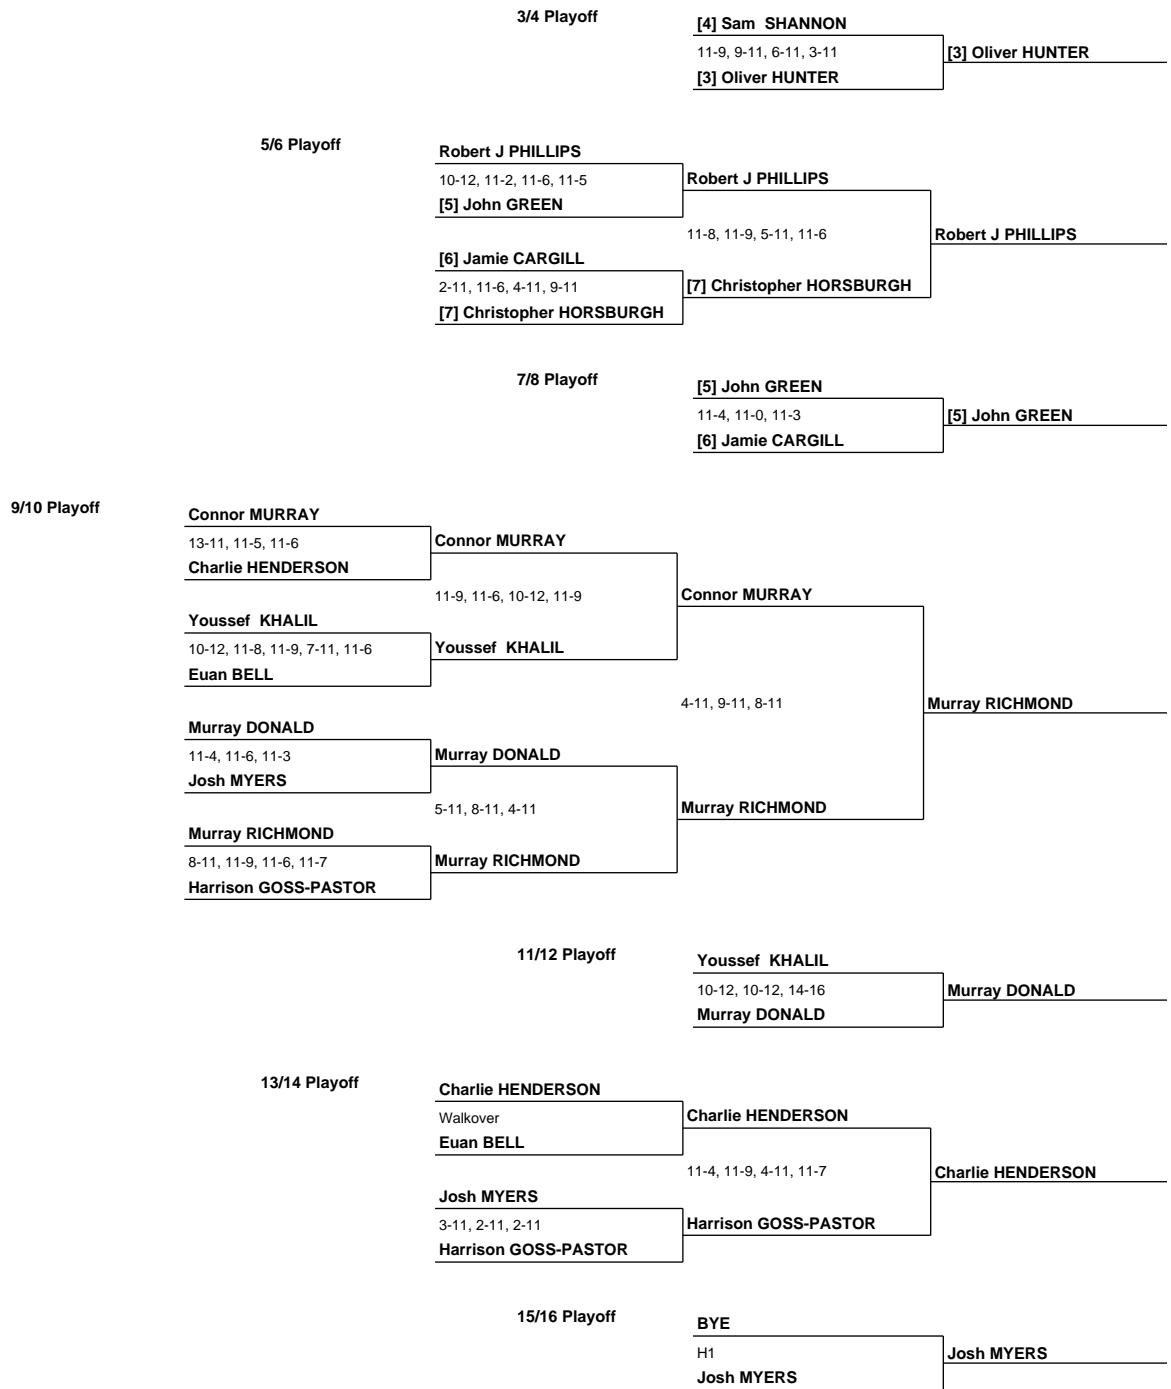 3/4 Playoff
[4] Sam  SHANNON
11-9, 9-11, 6-11, 3-11
[3] Oliver HUNTER
[3] Oliver HUNTER
5/6 Playoff
Robert J PHILLIPS
10-12, 11-2, 11-6, 11-5
Robert J PHILLIPS
[5] John GREEN
11-8, 11-9, 5-11, 11-6
Robert J PHILLIPS
[6] Jamie CARGILL
2-11, 11-6, 4-11, 9-11
[7] Christopher HORSBURGH
[7] Christopher HORSBURGH
7/8 Playoff
[5] John GREEN
11-4, 11-0, 11-3
[5] John GREEN
[6] Jamie CARGILL
9/10 Playoff
Connor MURRAY
13-11, 11-5, 11-6
Connor MURRAY
Charlie HENDERSON
11-9, 11-6, 10-12, 11-9
Connor MURRAY
Youssef  KHALIL
10-12, 11-8, 11-9, 7-11, 11-6
Youssef  KHALIL
Euan BELL
4-11, 9-11, 8-11
Murray RICHMOND
Murray DONALD
11-4, 11-6, 11-3
Murray DONALD
Josh MYERS
5-11, 8-11, 4-11
Murray RICHMOND
Murray RICHMOND
8-11, 11-9, 11-6, 11-7
Murray RICHMOND
Harrison GOSS-PASTOR
11/12 Playoff
Youssef  KHALIL
10-12, 10-12, 14-16
Murray DONALD
Murray DONALD
13/14 Playoff
Charlie HENDERSON
Walkover
Charlie HENDERSON
Euan BELL
11-4, 11-9, 4-11, 11-7
Charlie HENDERSON
Josh MYERS
3-11, 2-11, 2-11
Harrison GOSS-PASTOR
Harrison GOSS-PASTOR
15/16 Playoff
BYE
H1
Josh MYERS
Josh MYERS